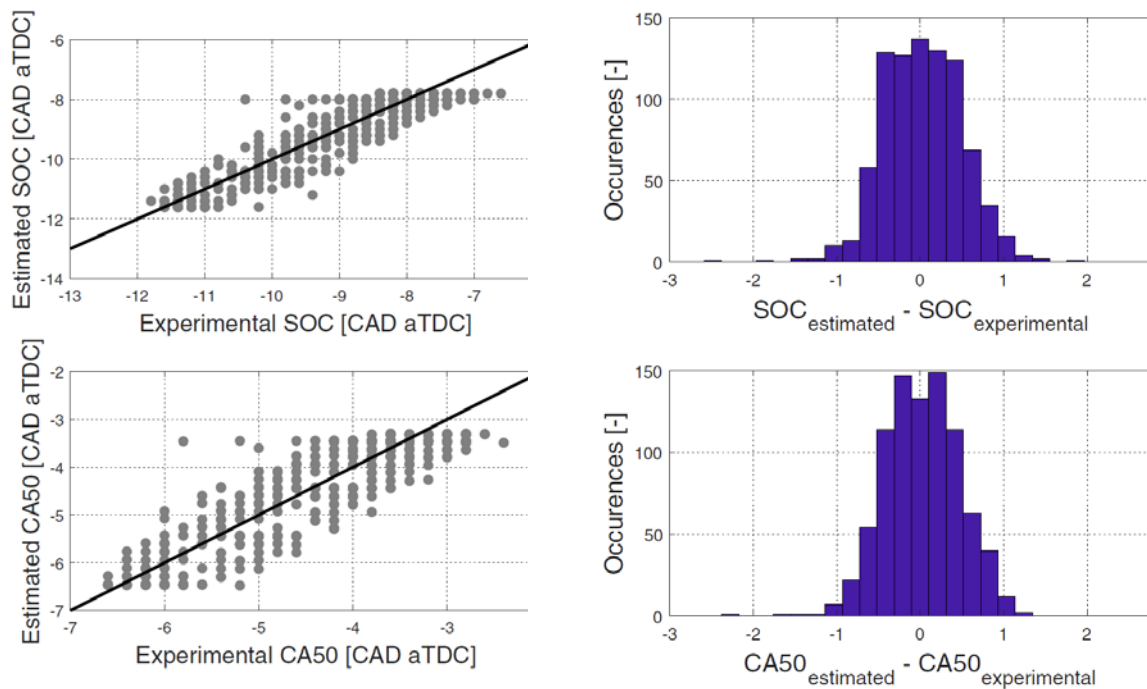 -6
-8
-10
-12
-14
Estimated SOC [CAD aTDC]
-13 -12 -11 -10 -9 -8 -7
Experimental SOC [CAD aTDC]
150
100
50
0
Occurences [-]
-3 -2 -1 0 1 2
SOCestimated - SOCexperimental
-2
-3
-4
-5
-6
-7
Estimated CA50 [CAD aTDC]
-7 -6 -5 -4 -3
Experimental CA50 [CAD aTDC]
150
100
50
0
Occurences [-]
-3 -2 -1 0 1 2
CA50estimated - CA50experimental